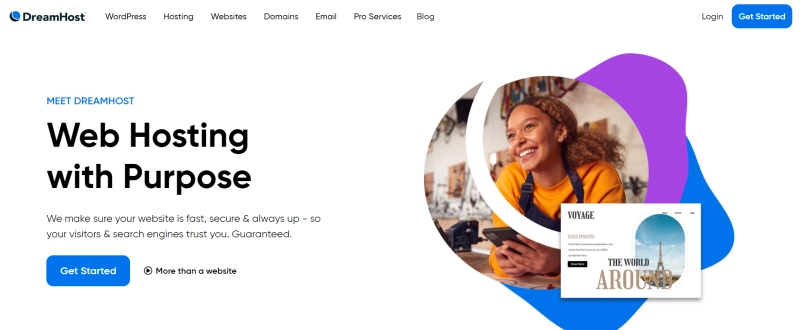 DreamHost
WordPress Hosting Websites Domains Email Pro Services Blog
Login Get Started
MEET DREAMHOST
Web Hosting
with Purpose
We make sure your website is fast, secure & always up - so
your visitors & search engines trust you. Guaranteed.
Get Started
More than a website
VOYAGE
THE WORLD
AROUND